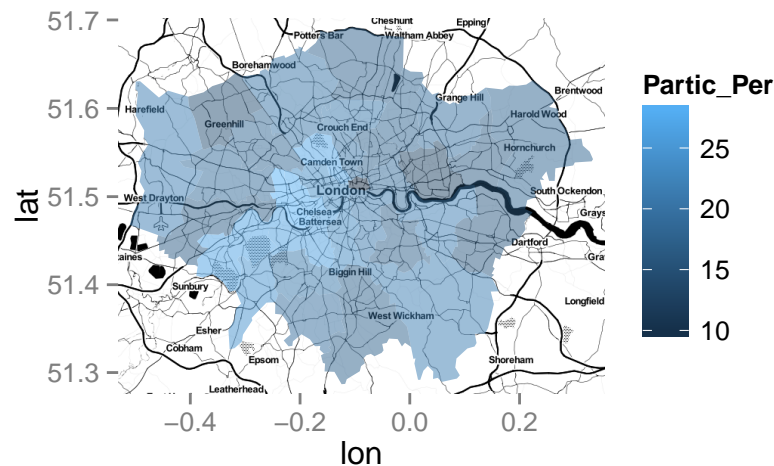 51.7
51.6
51.5
51.4
51.3
lat
Cheshunt
Epping
Potters Bar
Waltham Abbey
Borehamwood
Harefield
Grange Hill
Brentwood
Greenhill
Crouch End
Harold Wood
Camden Town
Hornchurch
London
West Drayton
South Ockendon
Chelsea
Battersea
Grays
Dartford
Gra
aines
Biggin Hill
Sunbury
Longfield
West Wickham
Esher
Cobham
Epsom
Shoreham
Leatherhead
−0.4
−0.2
0.0
0.2
lon
Partic_Per
25
20
15
10